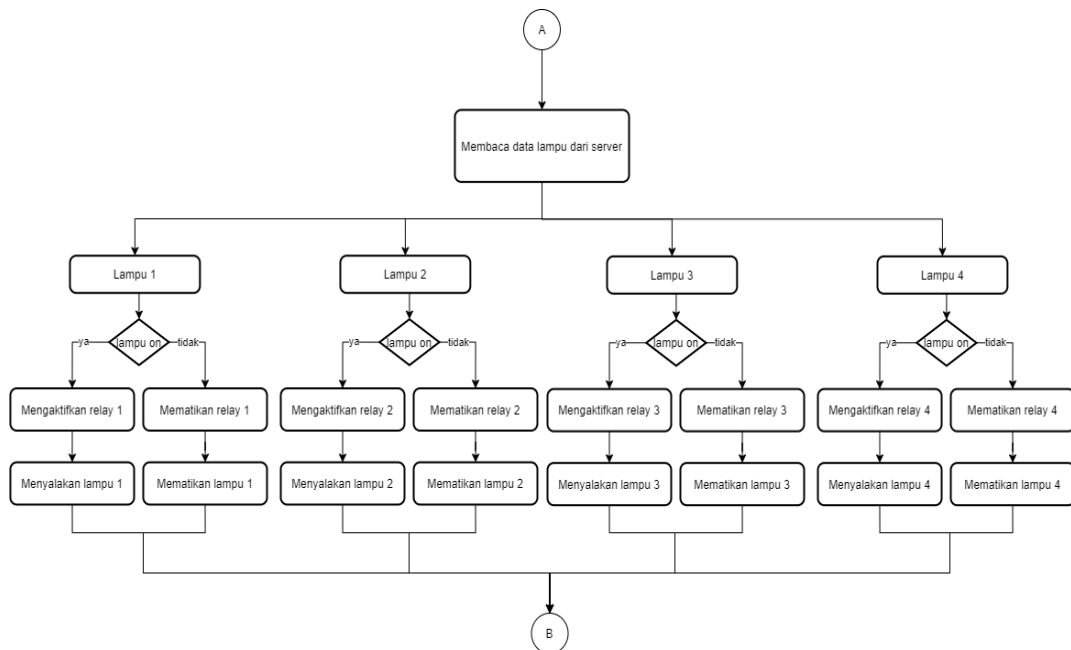 A
Membaca data lampu dari server
Lampu 1
Lampu 2
Lampu 3
Lampu 4
ya
lampu on
tidak
ya
lampu on
tidak
ya
lampu on
tidak
ya
lampu on
tidak
Mengaktifkan relay 1
Mematikan relay 1
Mengaktifkan relay 2
Mematikan relay 2
Mengaktifkan relay 3
Mematikan relay 3
Mengaktifkan relay 4
Mematikan relay 4
Menyalakan lampu 1
Mematikan lampu 1
Menyalakan lampu 2
Mematikan lampu 2
Menyalakan lampu 3
Mematikan lampu 3
Menyalakan lampu 4
Mematikan lampu 4
B